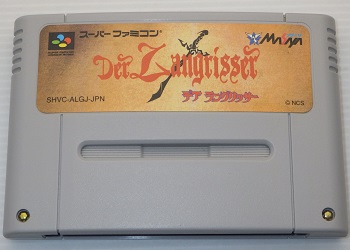 スーパーファミコン
Masaya
Der Langrisser
デア ラングリッサー
SHVC-ALGJ-JPN
© NCS